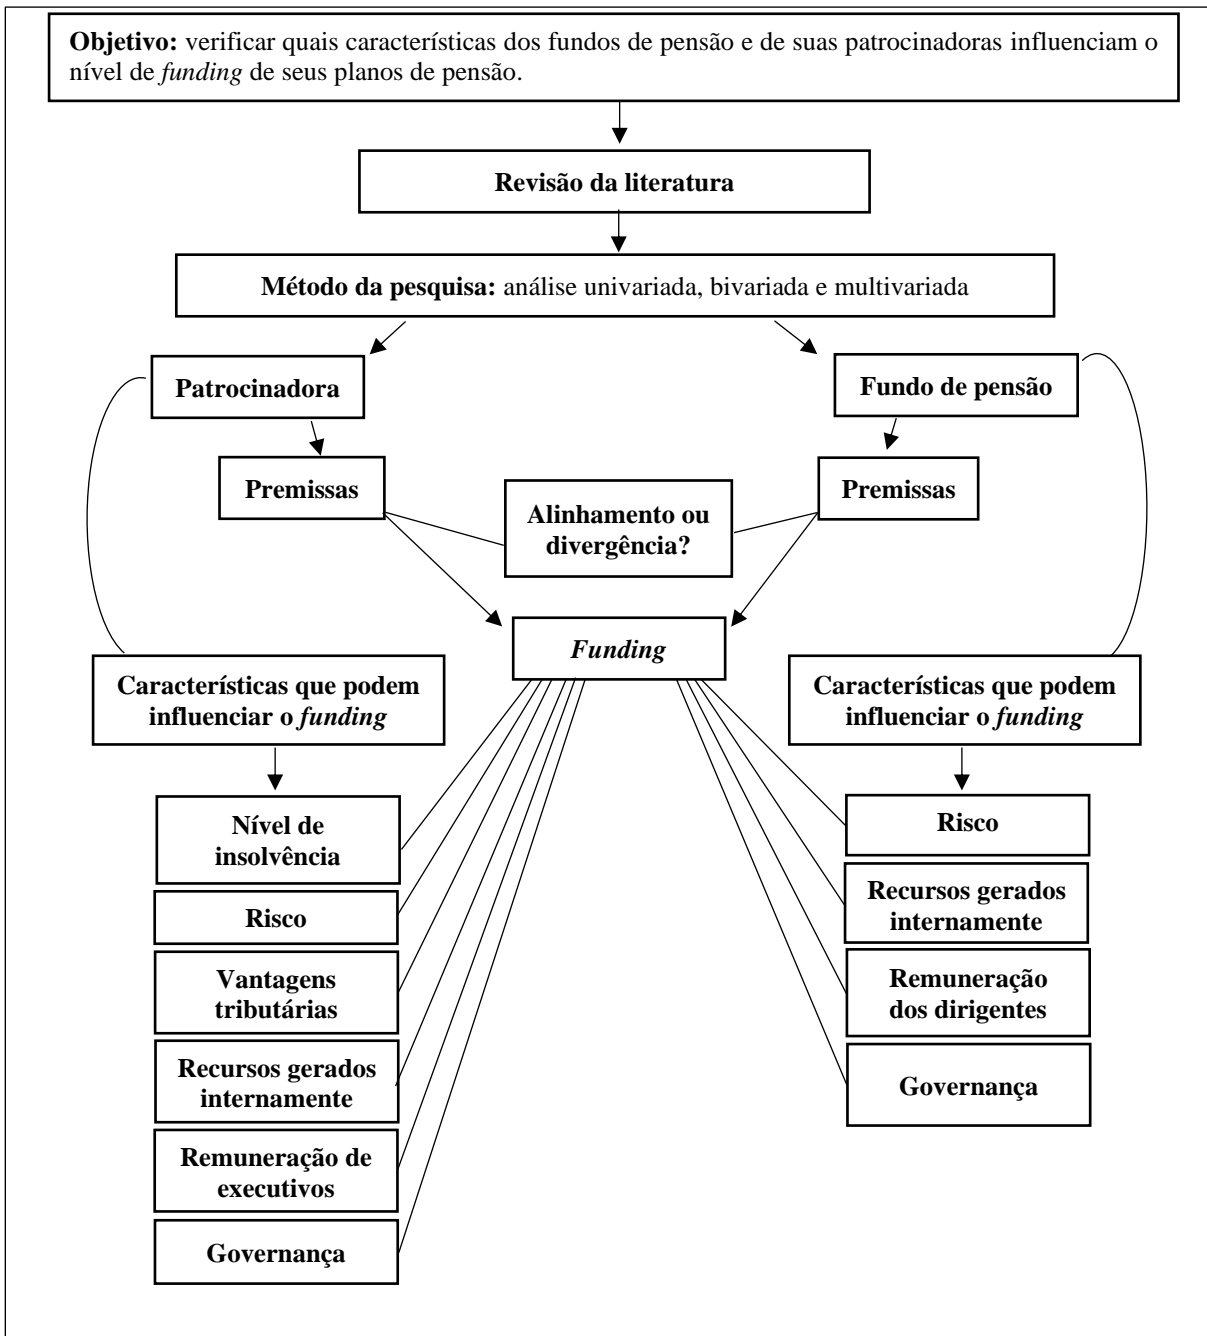 Objetivo: verificar quais características dos fundos de pensão e de suas patrocinadoras influenciam o
nível de funding de seus planos de pensão.
Revisão da literatura
Método da pesquisa: análise univariada, bivariada e multivariada
Patrocinadora
Fundo de pensão
Premissas
Alinhamento ou
divergência?
Premissas
Funding
Características que podem
influenciar o funding
Características que podem
influenciar o funding
Nível de
insolvência
Risco
Vantagens
tributárias
Recursos gerados
internamente
Remuneração de
executivos
Governança
Risco
Recursos gerados
internamente
Remuneração
dos dirigentes
Governança